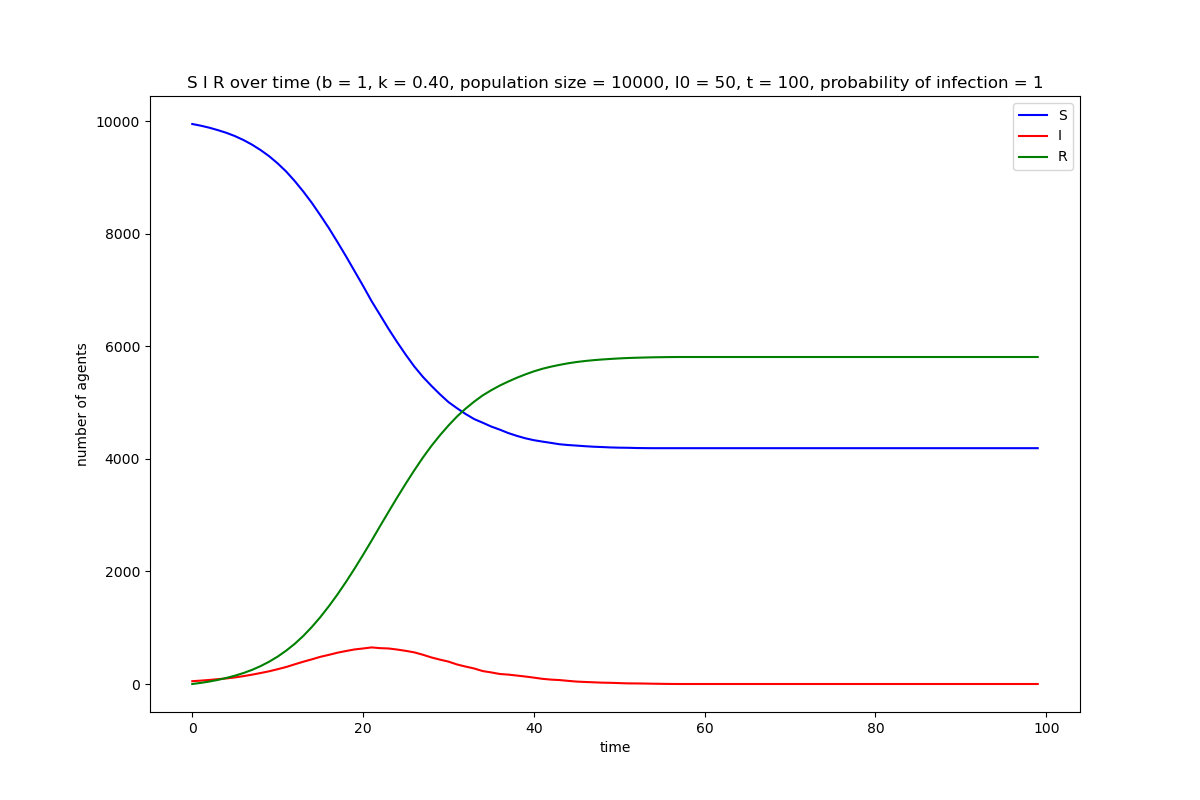 S I R over time (b = 1, k = 0.40, population size = 10000, I0 = 50, t = 100, probability of infection = 1
S
I
R
number of agents
10000
8000
6000
4000
2000
0
0 20 40 60 80 100
time